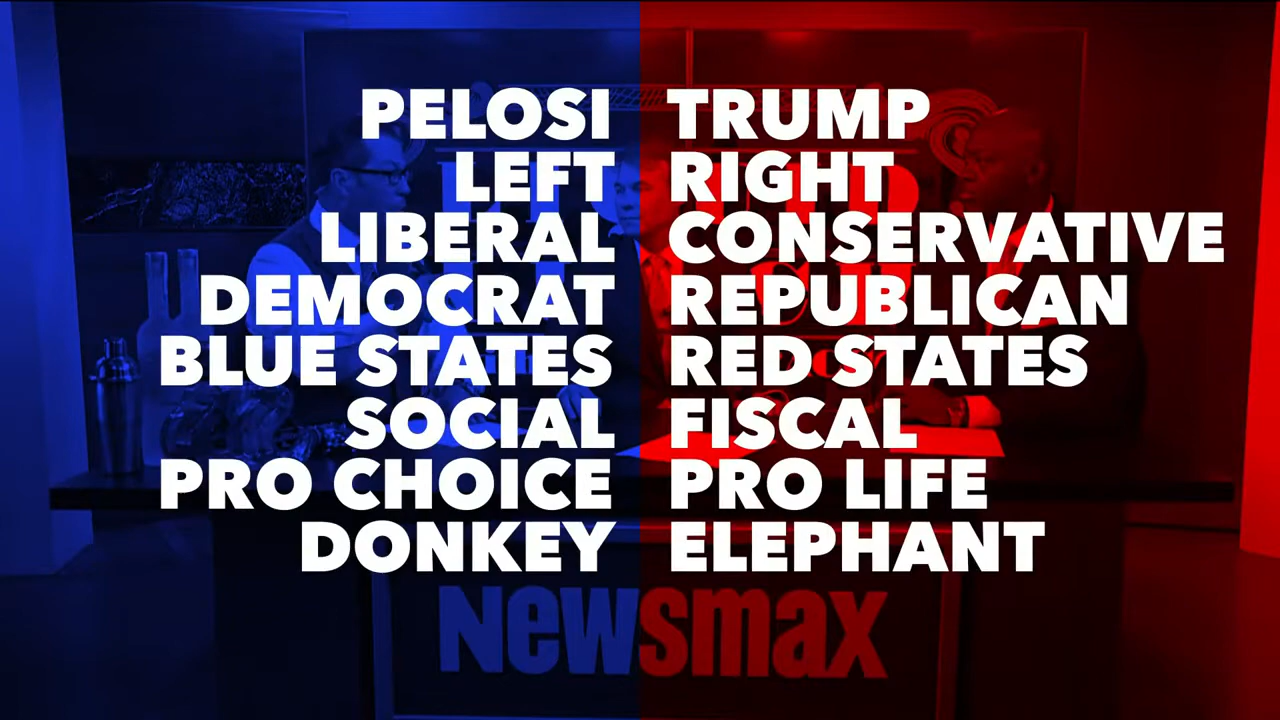 PELOSI TRUMP
LEFT RIGHT
LIBERAL CONSERVATIVE
DEMOCRAT REPUBLICAN
BLUE STATES RED STATES
SOCIAL FISCAL
PRO CHOICE PRO LIFE
DONKEY ELEPHANT
Newsmax